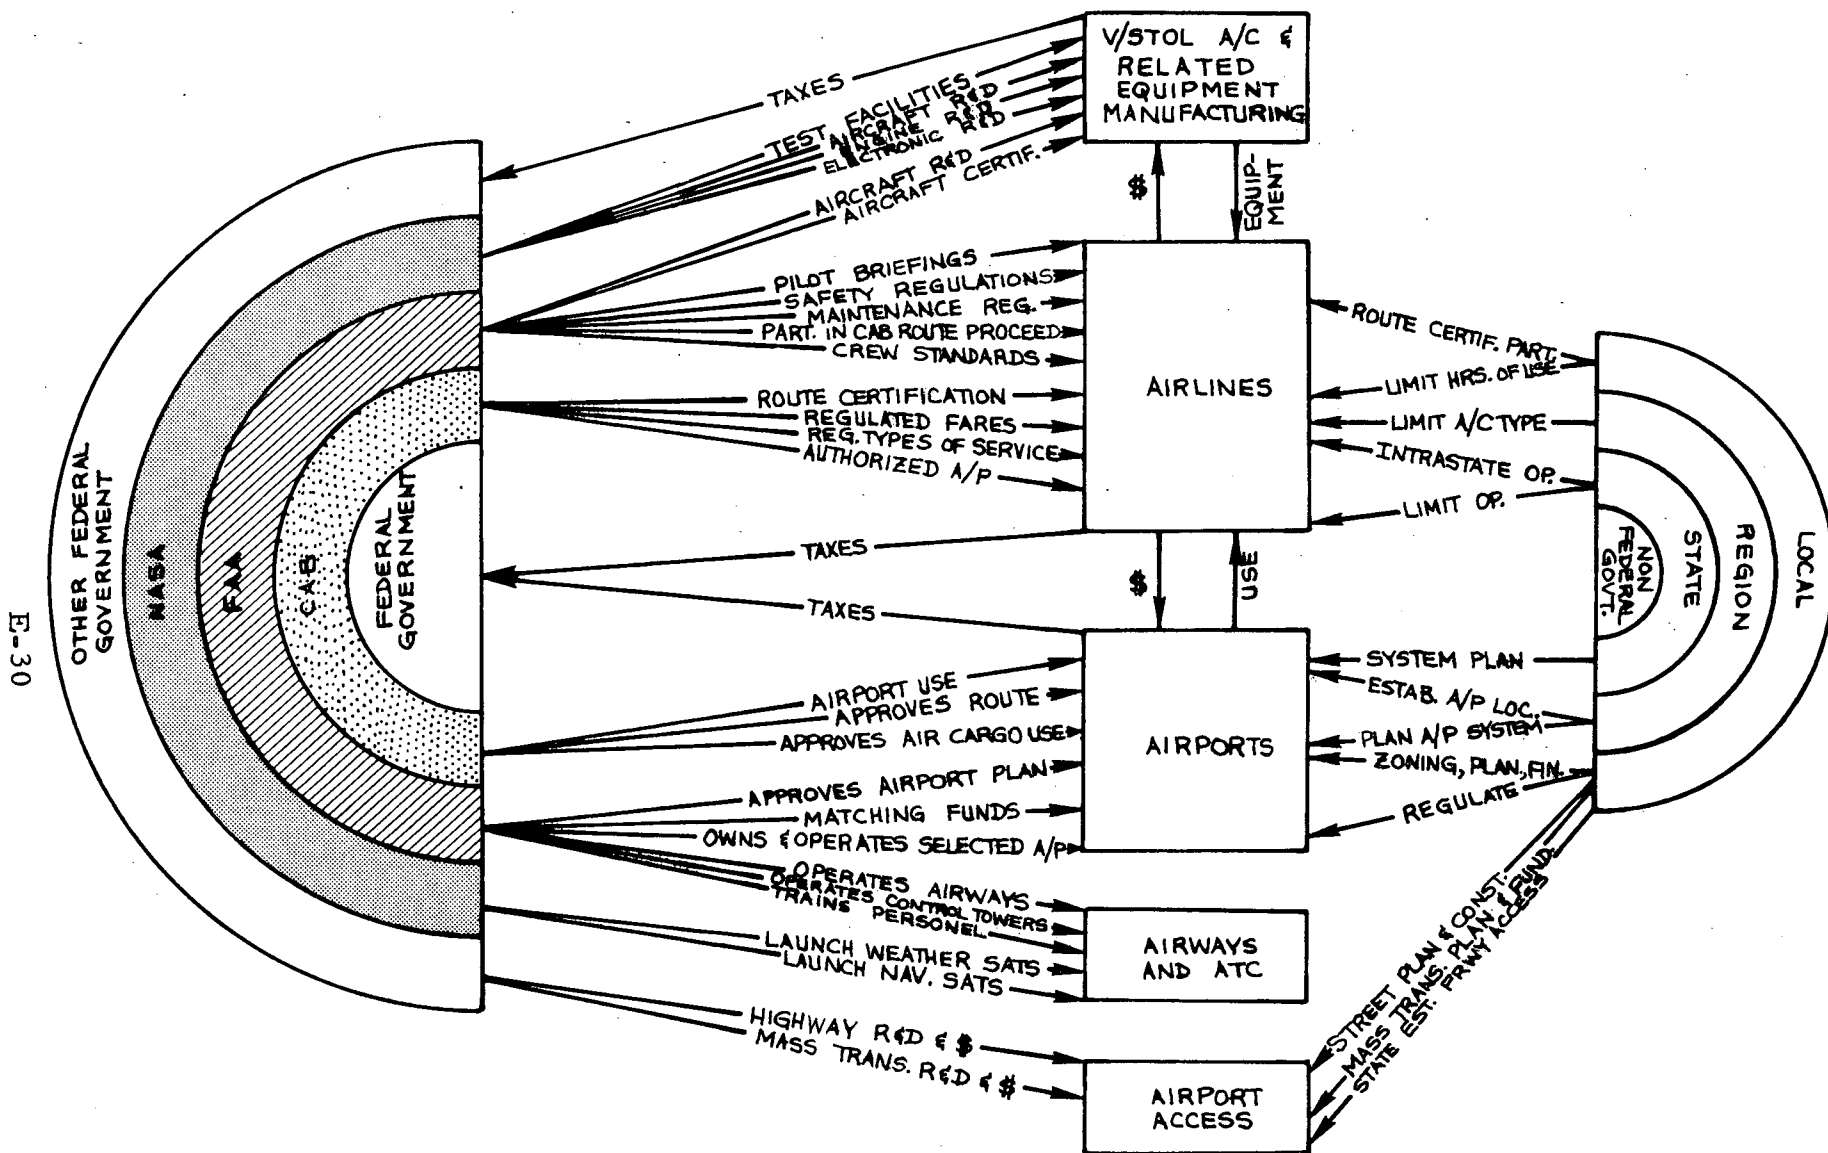 V/STOL A/C &
RELATED
EQUIPMENT
MANUFACTURING
TAXES
TEST FACILITIES
AIRCRAFT R&D
ENGINE R&D
ELECTRONIC R&D
AIRCRAFT R&D
AIRCRAFT CERTIF.
$
EQUIP-
MENT
PILOT BRIEFINGS
SAFETY REGULATIONS
MAINTENANCE REG.
PART. IN CAB ROUTE PROCEED
CREW STANDARDS
ROUTE CERTIFICATION
REGULATED FARES
REG. TYPES OF SERVICE
AUTHORIZED A/P
AIRLINES
ROUTE CERTIF. PART.
LIMIT HRS. OF USE
LIMIT A/C TYPE
INTRASTATE OP.
LIMIT OP.
TAXES
TAXES
$
USE
OTHER FEDERAL
GOVERNMENT
NASA
FAA
CAB
FEDERAL
GOVERNMENT
NON
FEDERAL
GOVT.
STATE
REGION
LOCAL
AIRPORT USE
APPROVES ROUTE
APPROVES AIR CARGO USE
APPROVES AIRPORT PLAN
MATCHING FUNDS
OWNS & OPERATES SELECTED A/P
AIRPORTS
SYSTEM PLAN
ESTAB. A/P LOC.
PLAN A/P SYSTEM
ZONING, PLAN., FIN.
REGULATE
OPERATES AIRWAYS
OPERATES CONTROL TOWERS
TRAINS PERSONEL
LAUNCH WEATHER SATS
LAUNCH NAV. SATS
AIRWAYS
AND ATC
HIGHWAY R&D & $
MASS TRANS. R&D & $
AIRPORT
ACCESS
STREET PLAN & CONST.
MASS TRANS. PLAN & FUND.
STATE EST. FRWY ACCESS
E-30